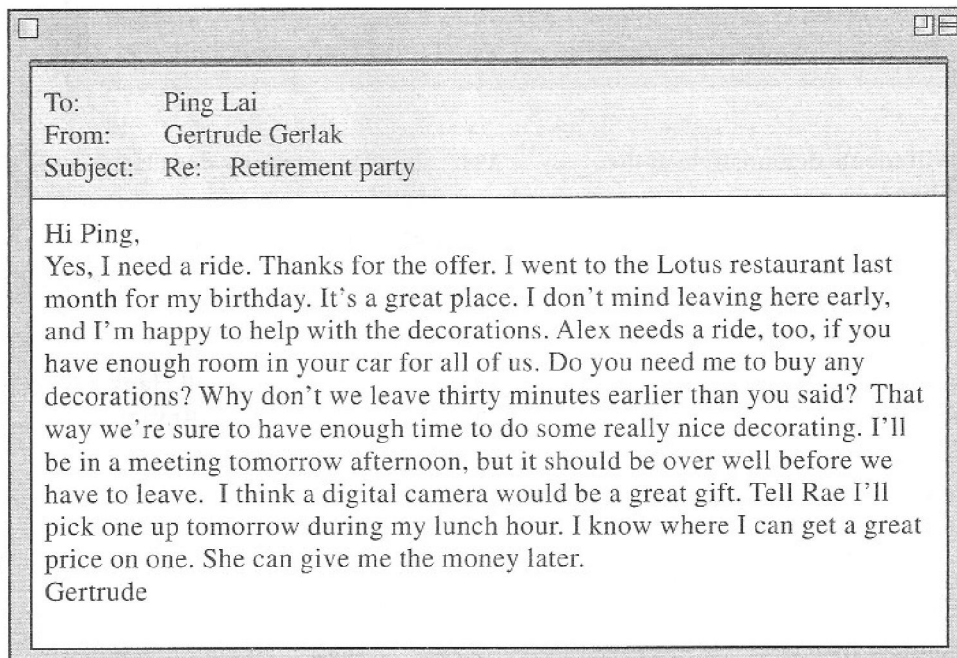 To: Ping Lai
From: Gertrude Gerlak
Subject: Re: Retirement party
Hi Ping,
Yes, I need a ride. Thanks for the offer. I went to the Lotus restaurant last
month for my birthday. It's a great place. I don't mind leaving here early,
and I'm happy to help with the decorations. Alex needs a ride, too, if you
have enough room in your car for all of us. Do you need me to buy any
decorations? Why don't we leave thirty minutes earlier than you said? That
way we're sure to have enough time to do some really nice decorating. I'll
be in a meeting tomorrow afternoon, but it should be over well before we
have to leave. I think a digital camera would be a great gift. Tell Rae I'll
pick one up tomorrow during my lunch hour. I know where I can get a great
price on one. She can give me the money later.
Gertrude